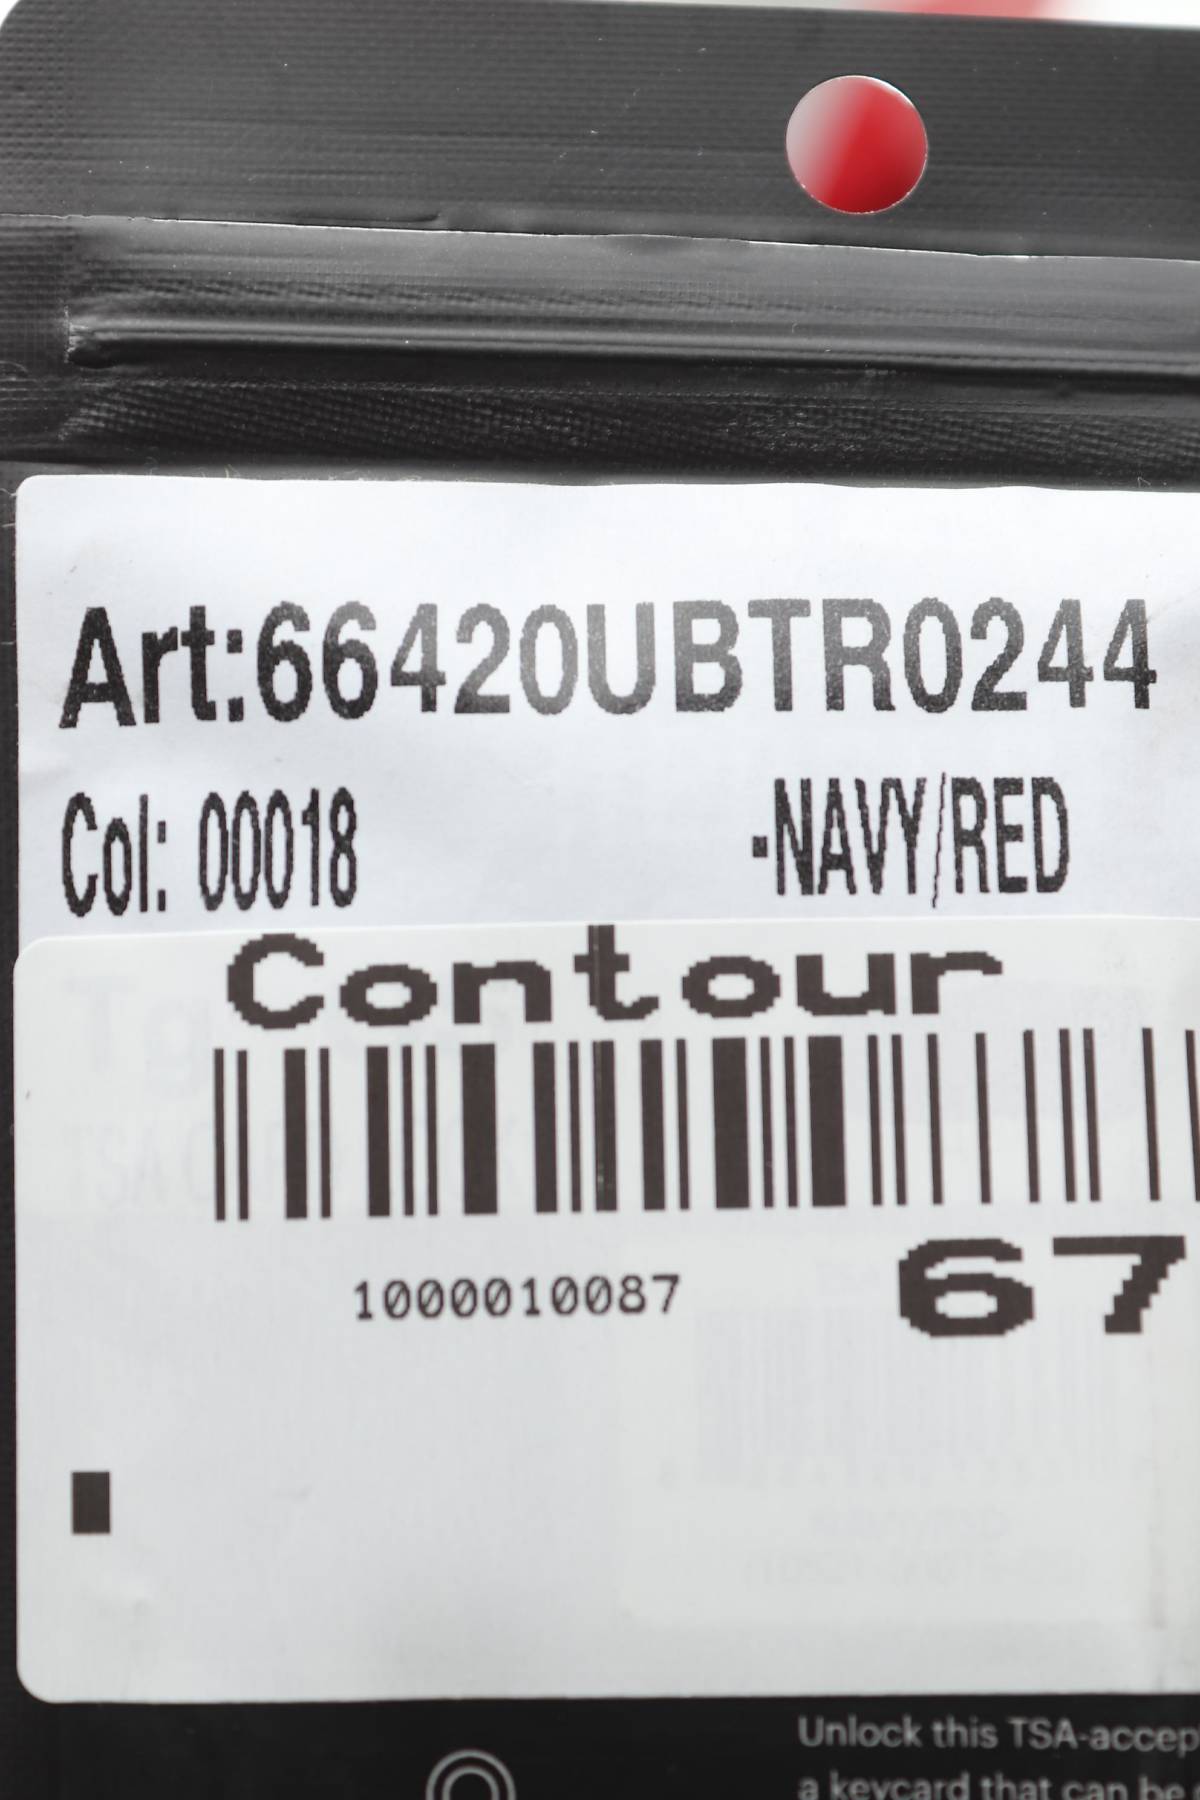 Art:66420UBTR0244
Col: 00018 -NAVY/RED
Contour
1000010087
67
Unlock this TSA-accep
a keycard that can be